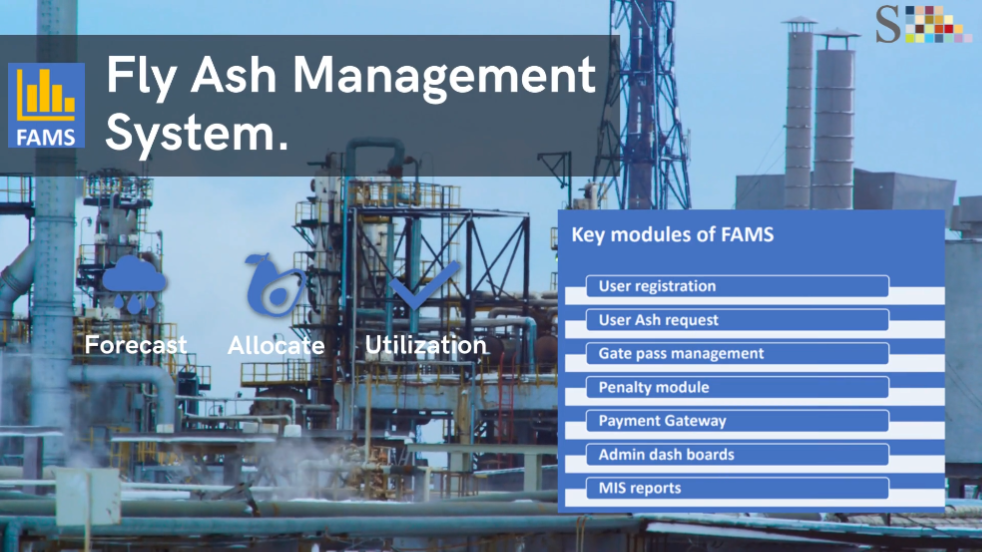 S
FAMS
Fly Ash Management
System.
Forecast
Allocate
Utilization
Key modules of FAMS
User registration
User Ash request
Gate pass management
Penalty module
Payment Gateway
Admin dash boards
MIS reports